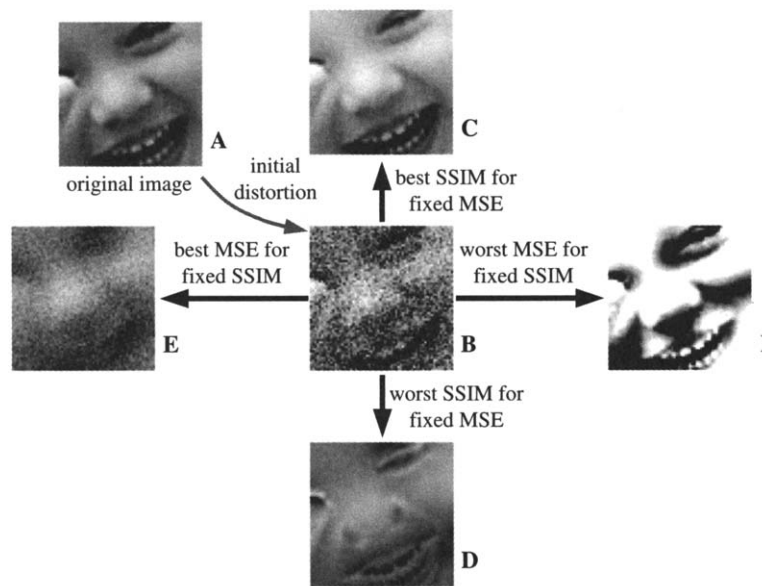 A
original image
initial
distortion
C
best SSIM for
fixed MSE
best MSE for
fixed SSIM
E
B
worst MSE for
fixed SSIM
worst SSIM for
fixed MSE
D